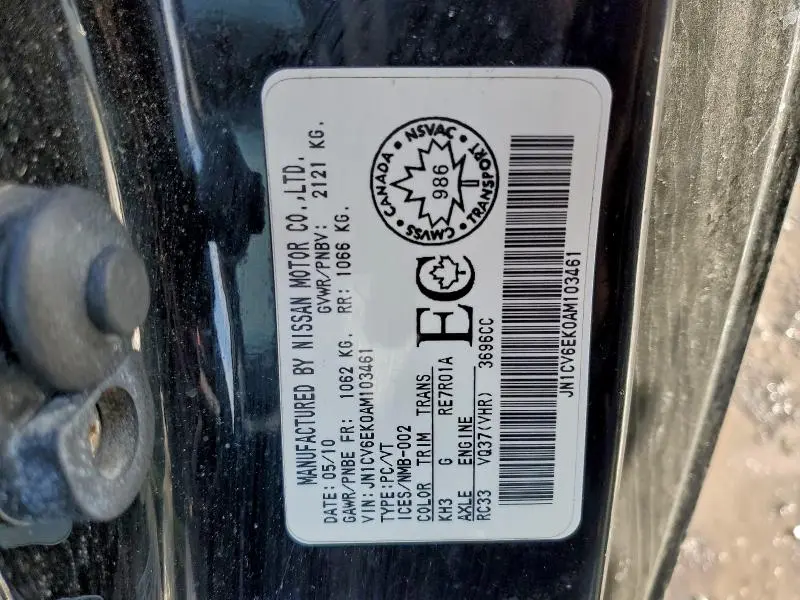 MANUFACTURED BY NISSAN MOTOR CO.,LTD.
DATE: 05/10 GVWR/PNBV: 2121 KG.
GAWR/PNBE FR: 1062 KG. RR: 1066 KG.
VIN: JN1CV6EK0AM103461
TYPE:PC/VT
ICES/NMB-002
COLOR TRIM TRANS
KH3 G RE7R01A
AXLE ENGINE
RC33 VQ37(VHR) 3696CC
EC
CANADA • NSVAC • TRANSPORT • CMVSS •
986
JN1CV6EK0AM103461